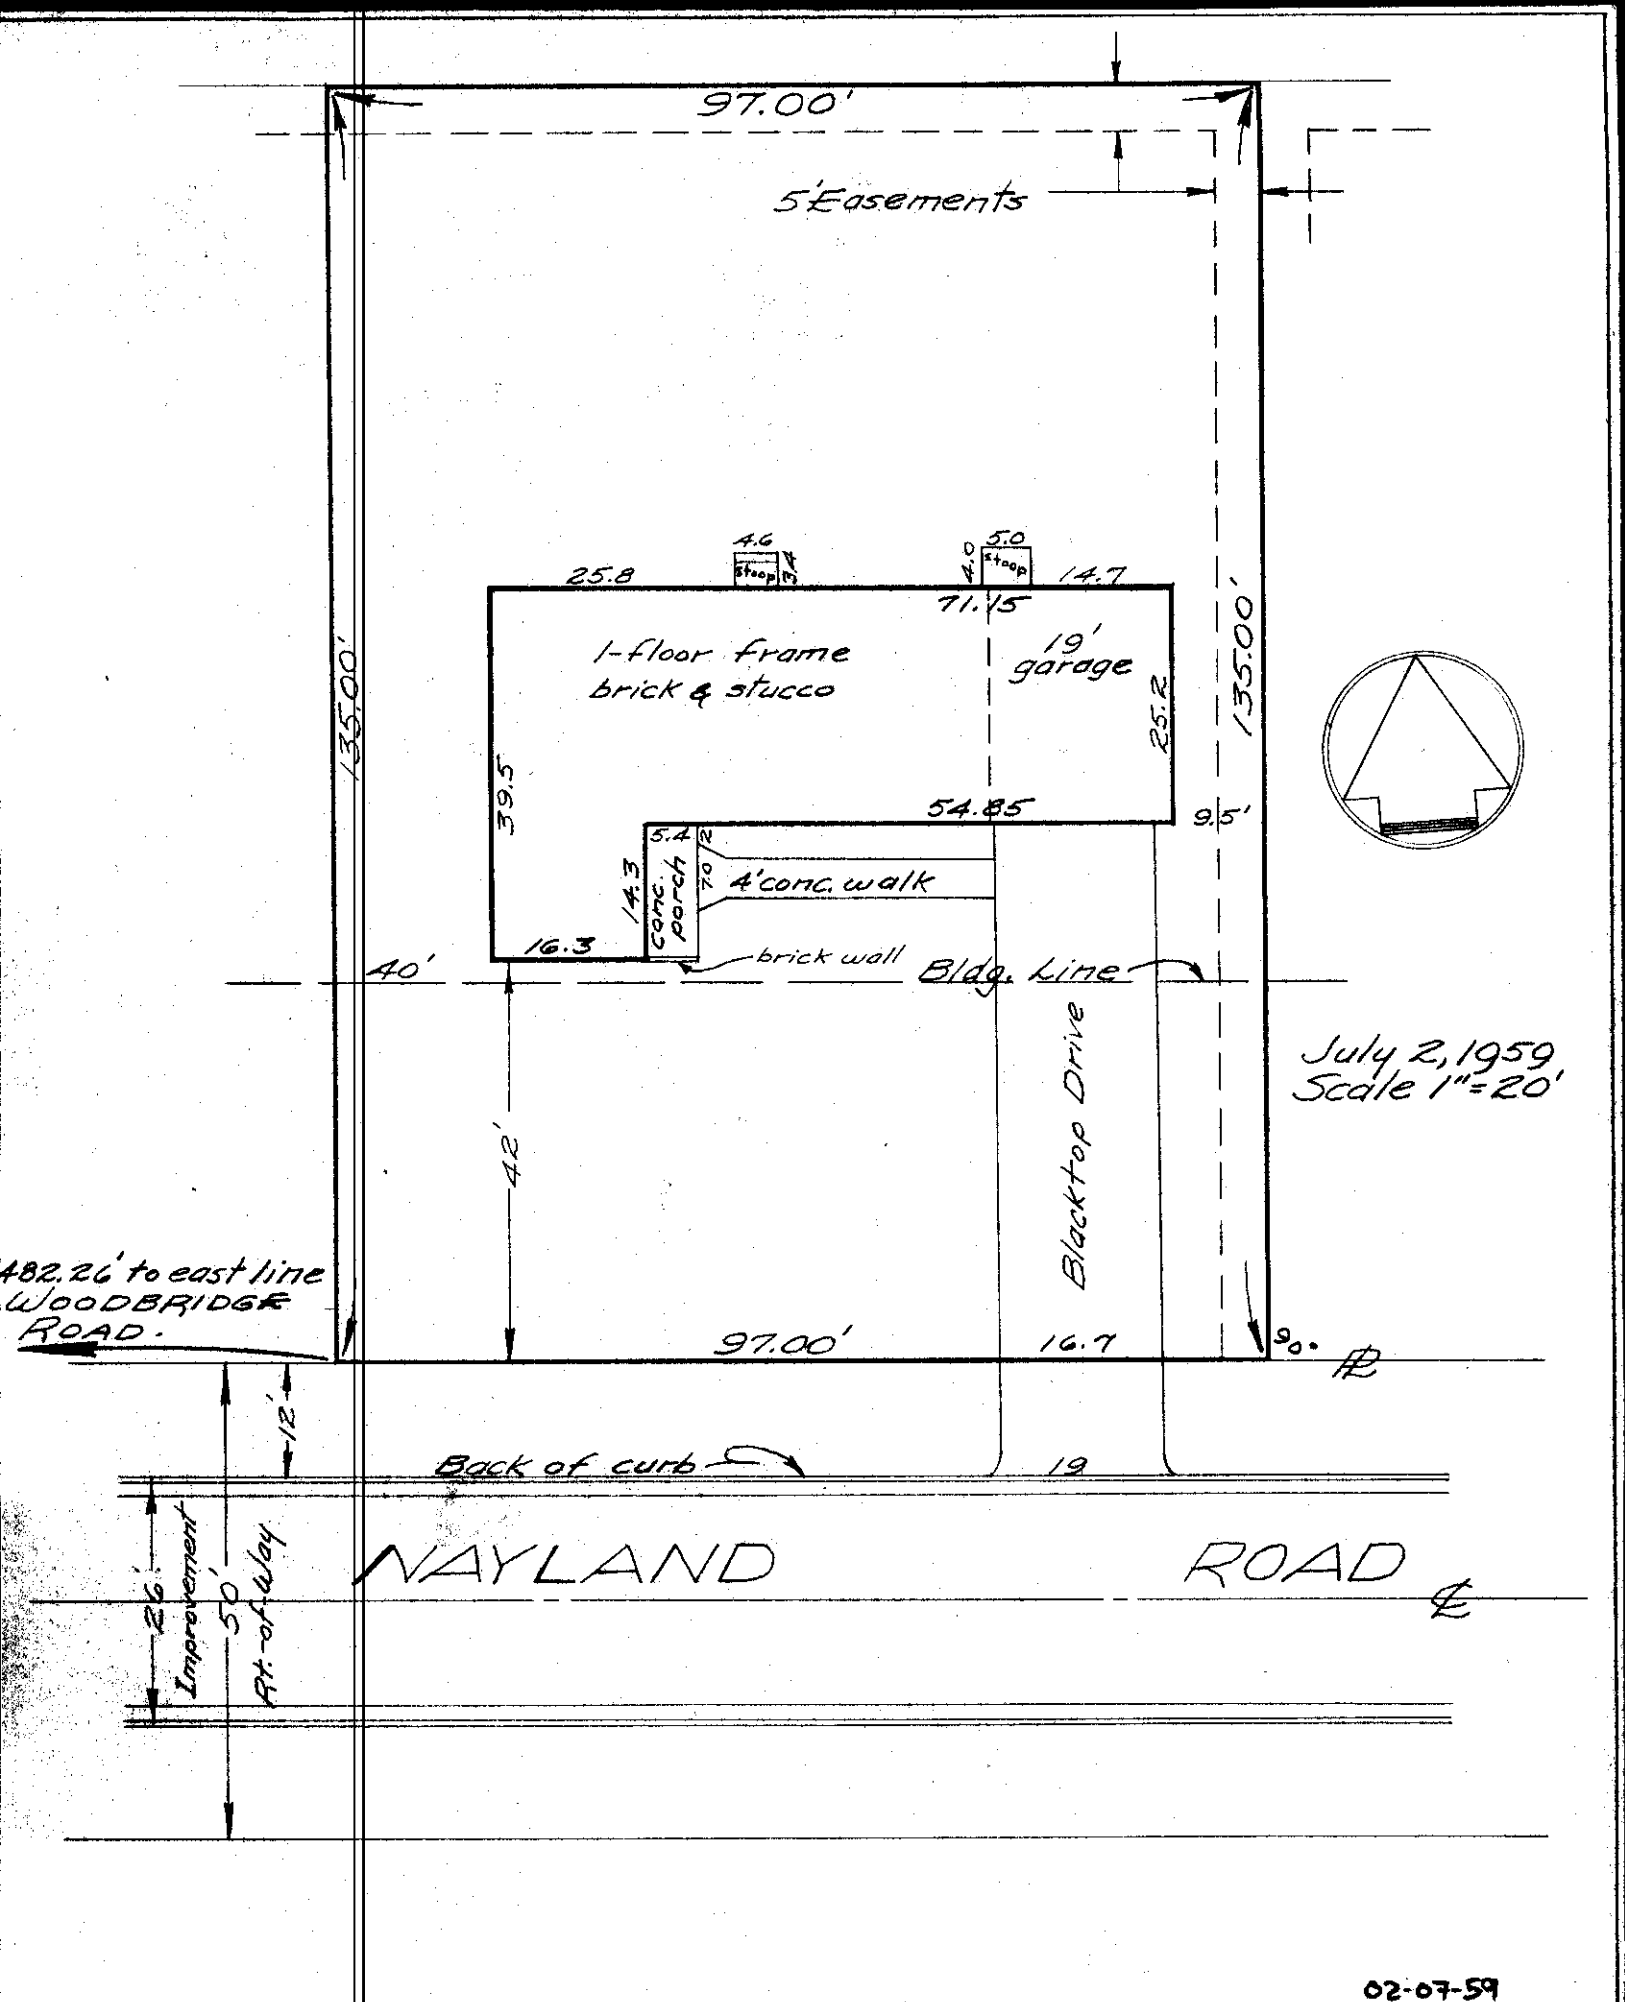 97.00'
5' Easements
4.6
stoop
3.4
5.0
4.0
stoop
25.8
14.7
71.15
135.00'
1-floor frame
brick & stucco
19'
garage
25.2
135.00'
39.5
54.85
9.5'
5.4
2
14.3
conc.
porch
7.0
4' conc. walk
16.3
brick wall
40'
Bldg. Line
Blacktop Drive
July 2, 1959
Scale 1"=20'
42'
482.26' to east line
WOODBRIDGE
ROAD.
97.00'
16.7
90°
PL
12'
Back of curb
19
NAYLAND ROAD
CL
26'
Improvement
50'
Rt.-of-Way
02-07-59